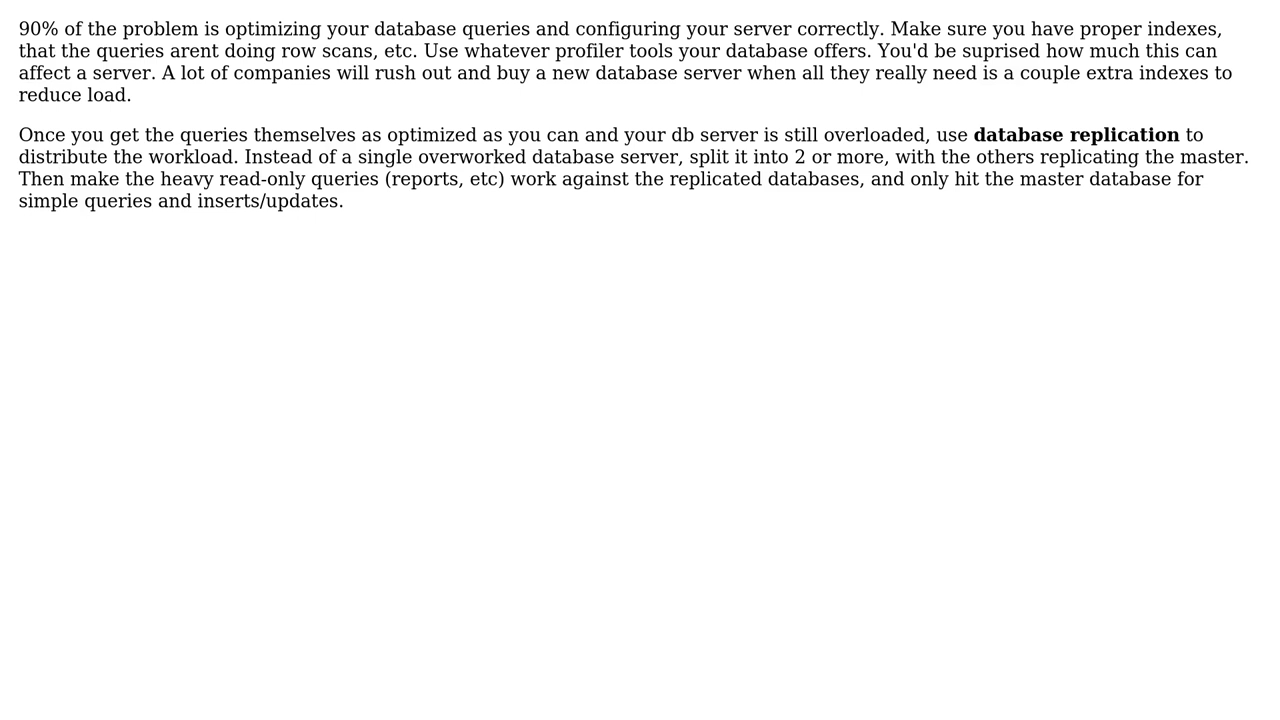 90% of the problem is optimizing your database queries and configuring your server correctly. Make sure you have proper indexes,
that the queries arent doing row scans, etc. Use whatever profiler tools your database offers. You'd be suprised how much this can
affect a server. A lot of companies will rush out and buy a new database server when all they really need is a couple extra indexes to
reduce load.
Once you get the queries themselves as optimized as you can and your db server is still overloaded, use database replication to
distribute the workload. Instead of a single overworked database server, split it into 2 or more, with the others replicating the master.
Then make the heavy read-only queries (reports, etc) work against the replicated databases, and only hit the master database for
simple queries and inserts/updates.